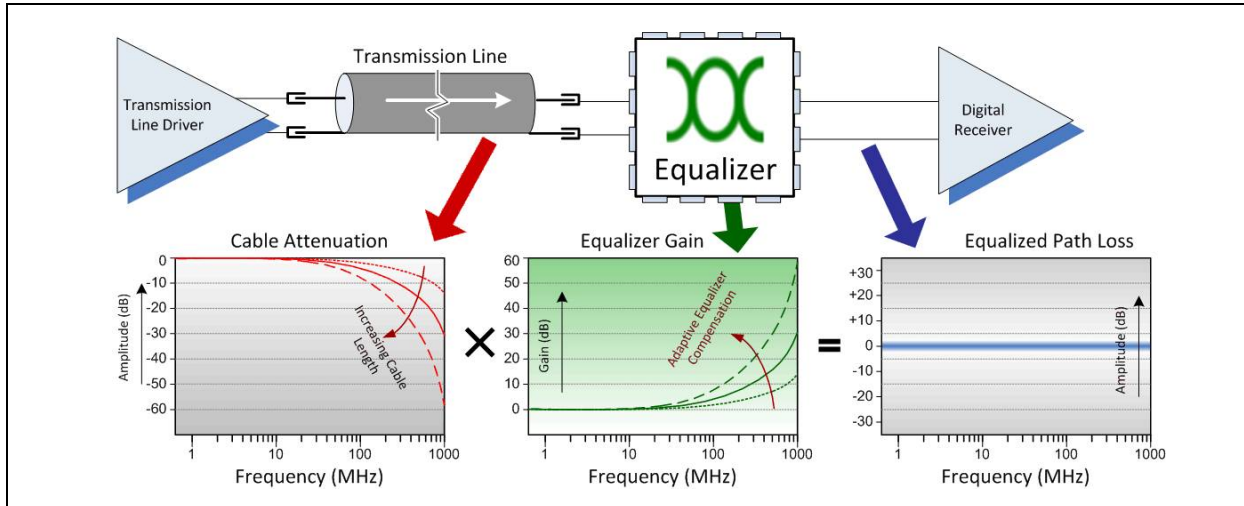 Transmission Line
Transmission
Line Driver
Equalizer
Digital
Receiver
Cable Attenuation
0
-10
-20
-30
-40
-50
-60
Amplitude (dB)
Increasing Cable
Length
1
10
100
1000
Frequency (MHz)
×
Equalizer Gain
60
50
40
30
20
10
0
Gain (dB)
Adaptive Equalizer
Compensation
1
10
100
1000
Frequency (MHz)
=
Equalized Path Loss
+30
+20
+10
0
-10
-20
-30
Amplitude (dB)
1
10
100
1000
Frequency (MHz)